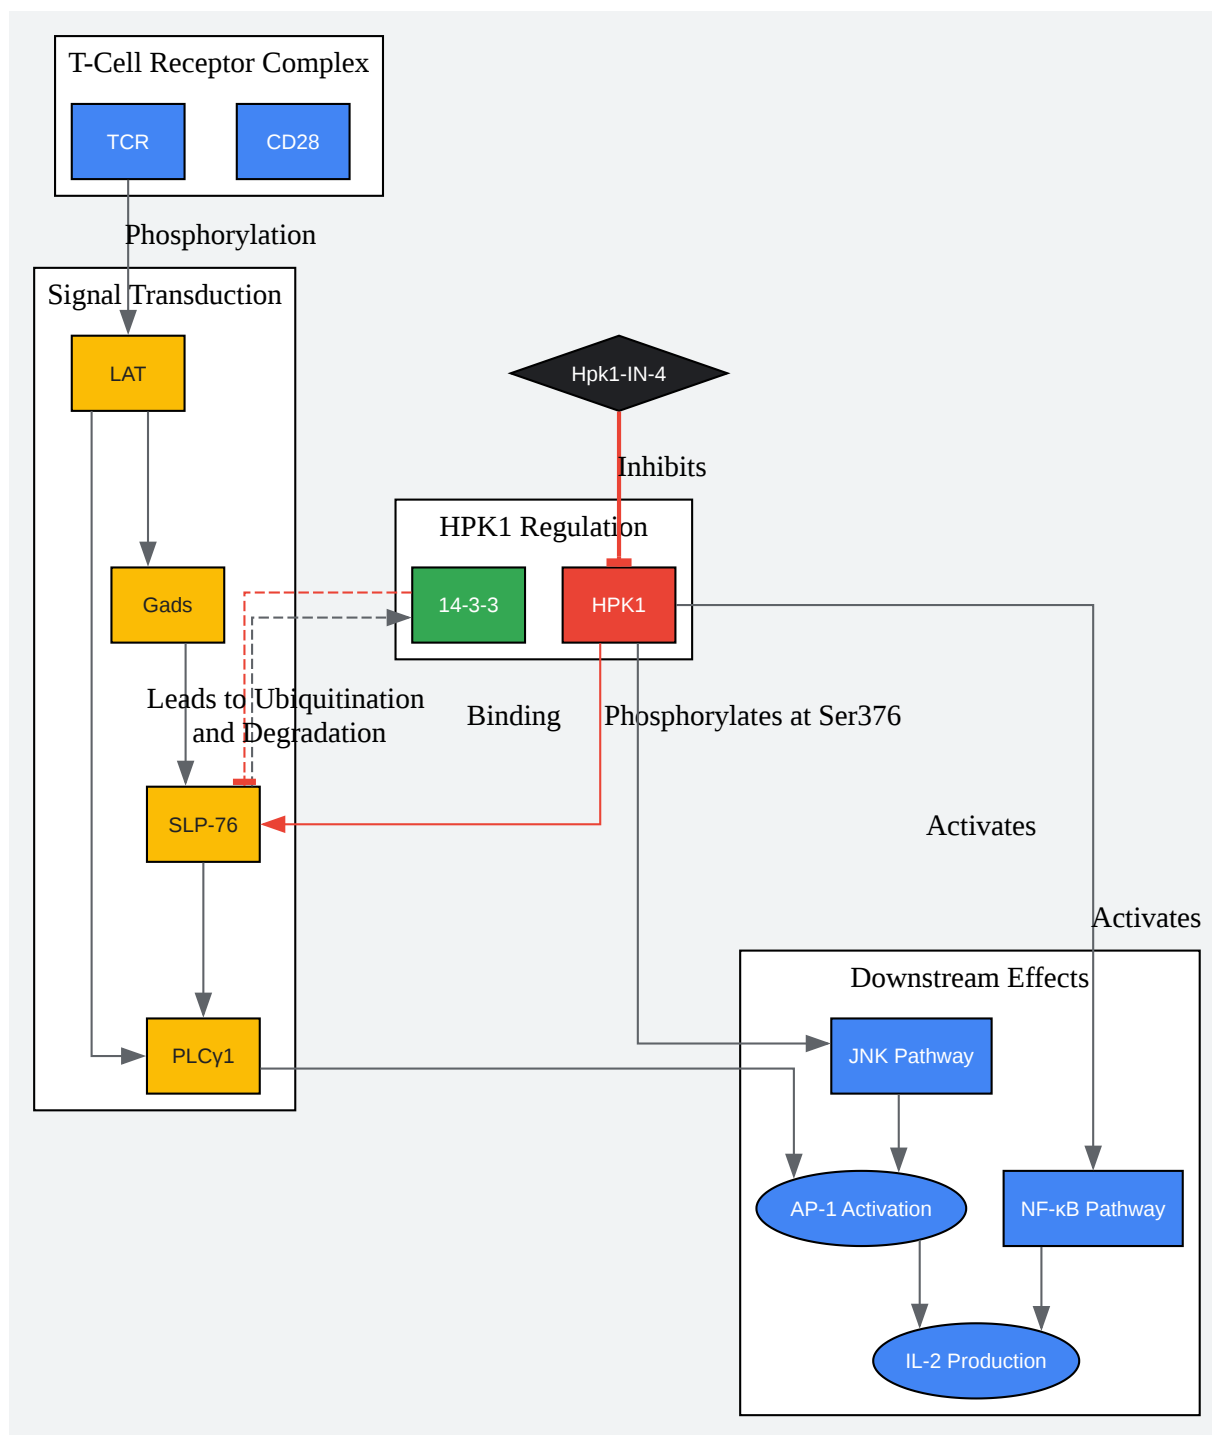 T-Cell Receptor Complex
TCR
CD28
Phosphorylation
Signal Transduction
LAT
Hpk1-IN-4
Inhibits
HPK1 Regulation
Gads
14-3-3
HPK1
Leads to Ubiquitination
and Degradation
Binding
Phosphorylates at Ser376
SLP-76
Activates
Activates
Downstream Effects
PLCγ1
JNK Pathway
AP-1 Activation
NF-κB Pathway
IL-2 Production